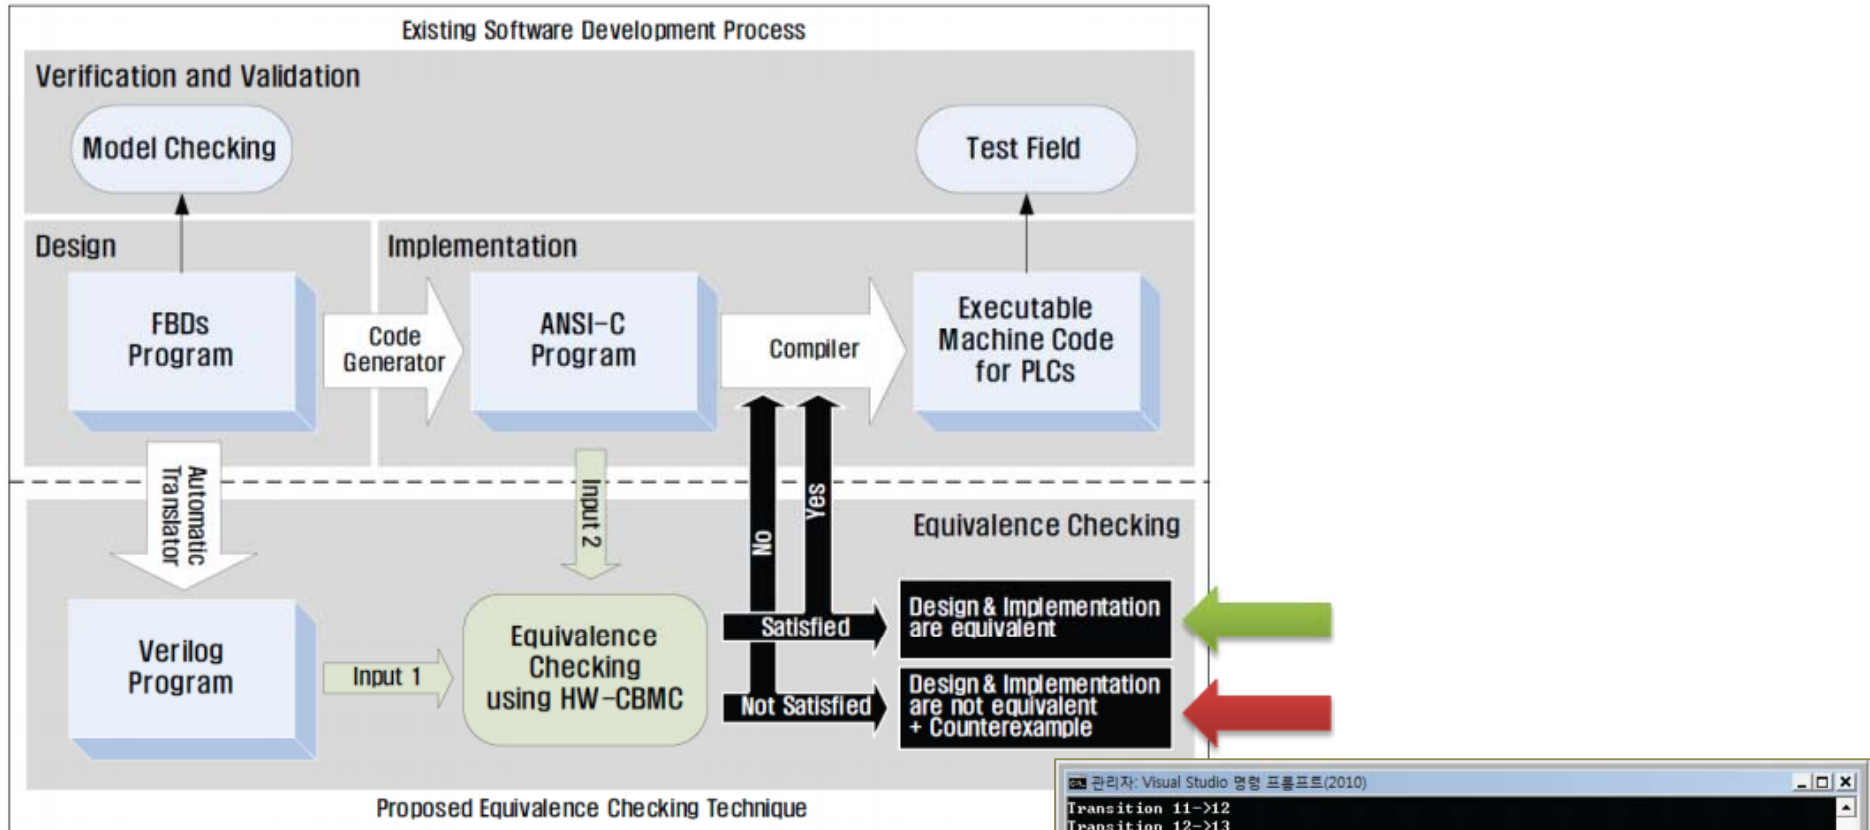 Existing Software Development Process
Verification and Validation
Model Checking
Test Field
Design
Implementation
FBDs
Program
Code
Generator
ANSI-C
Program
Compiler
Executable
Machine Code
for PLCs
Automatic
Translator
Input 2
No
Yes
Equivalence Checking
Verilog
Program
Input 1
Equivalence
Checking
using HW-CBMC
Satisfied
Design & Implementation
are equivalent
Not Satisfied
Design & Implementation
are not equivalent
+ Counterexample
Proposed Equivalence Checking Technique
관리자: Visual Studio 명령 프롬프트(2010)
Transition 11->12
Transition 12->13